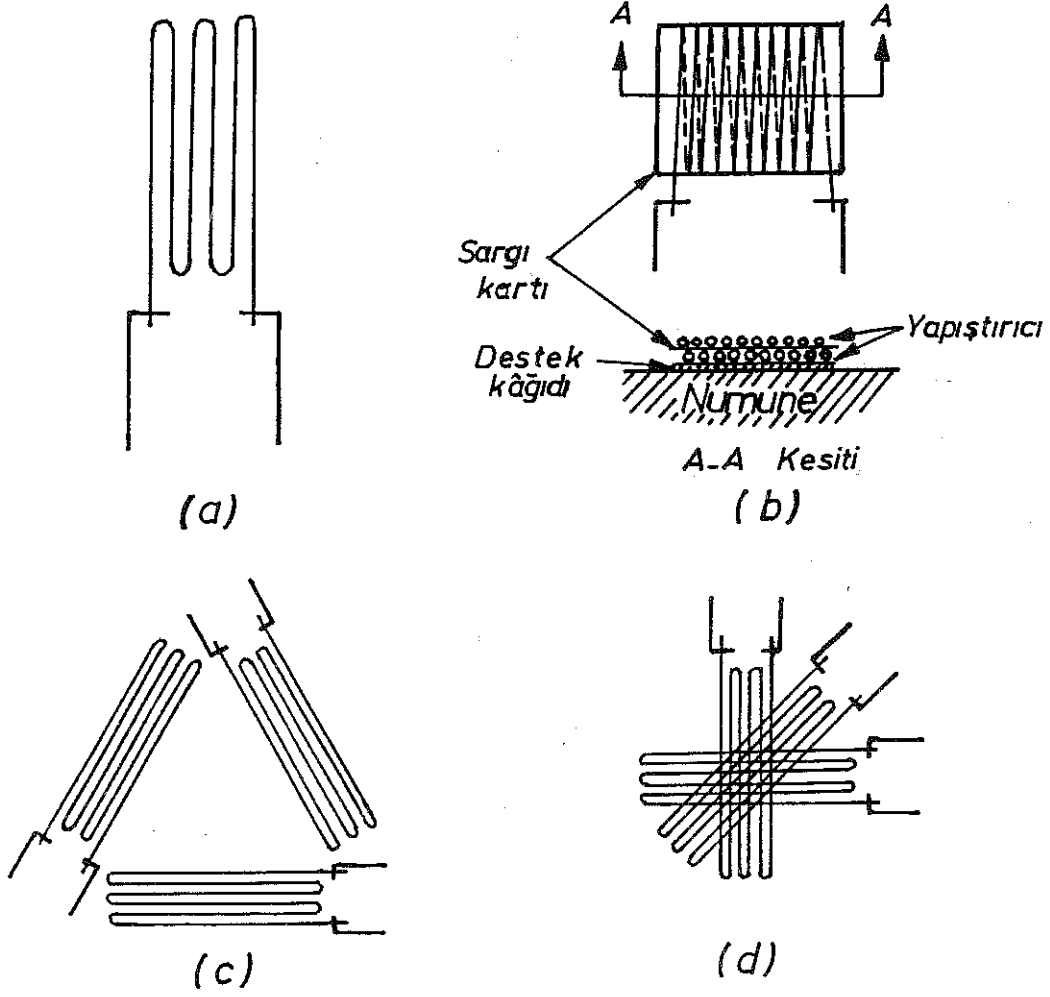 A A
Sargı
kartı
Yapıştırıcı
Destek
kâğıdı
Numune
A-A Kesiti
(a)
(b)
(c)
(d)